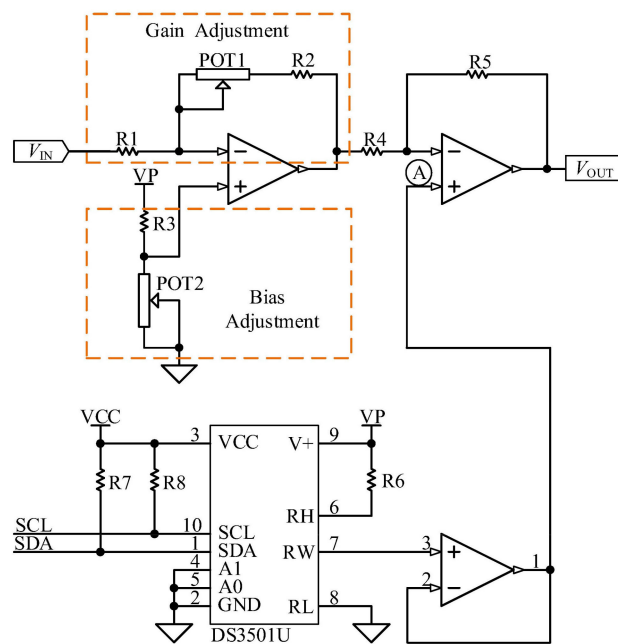 Gain Adjustment
POT1
R2
R5
VIN
R1
−
R4
−
+
A
+
VOUT
VP
R3
POT2
Bias
Adjustment
VCC
VP
3
VCC
V+
9
R7
R8
R6
RH
6
SCL
10
SCL
SDA
1
SDA
RW
7
3
+
4
A1
1
5
A0
2
−
2
GND
RL
8
DS3501U